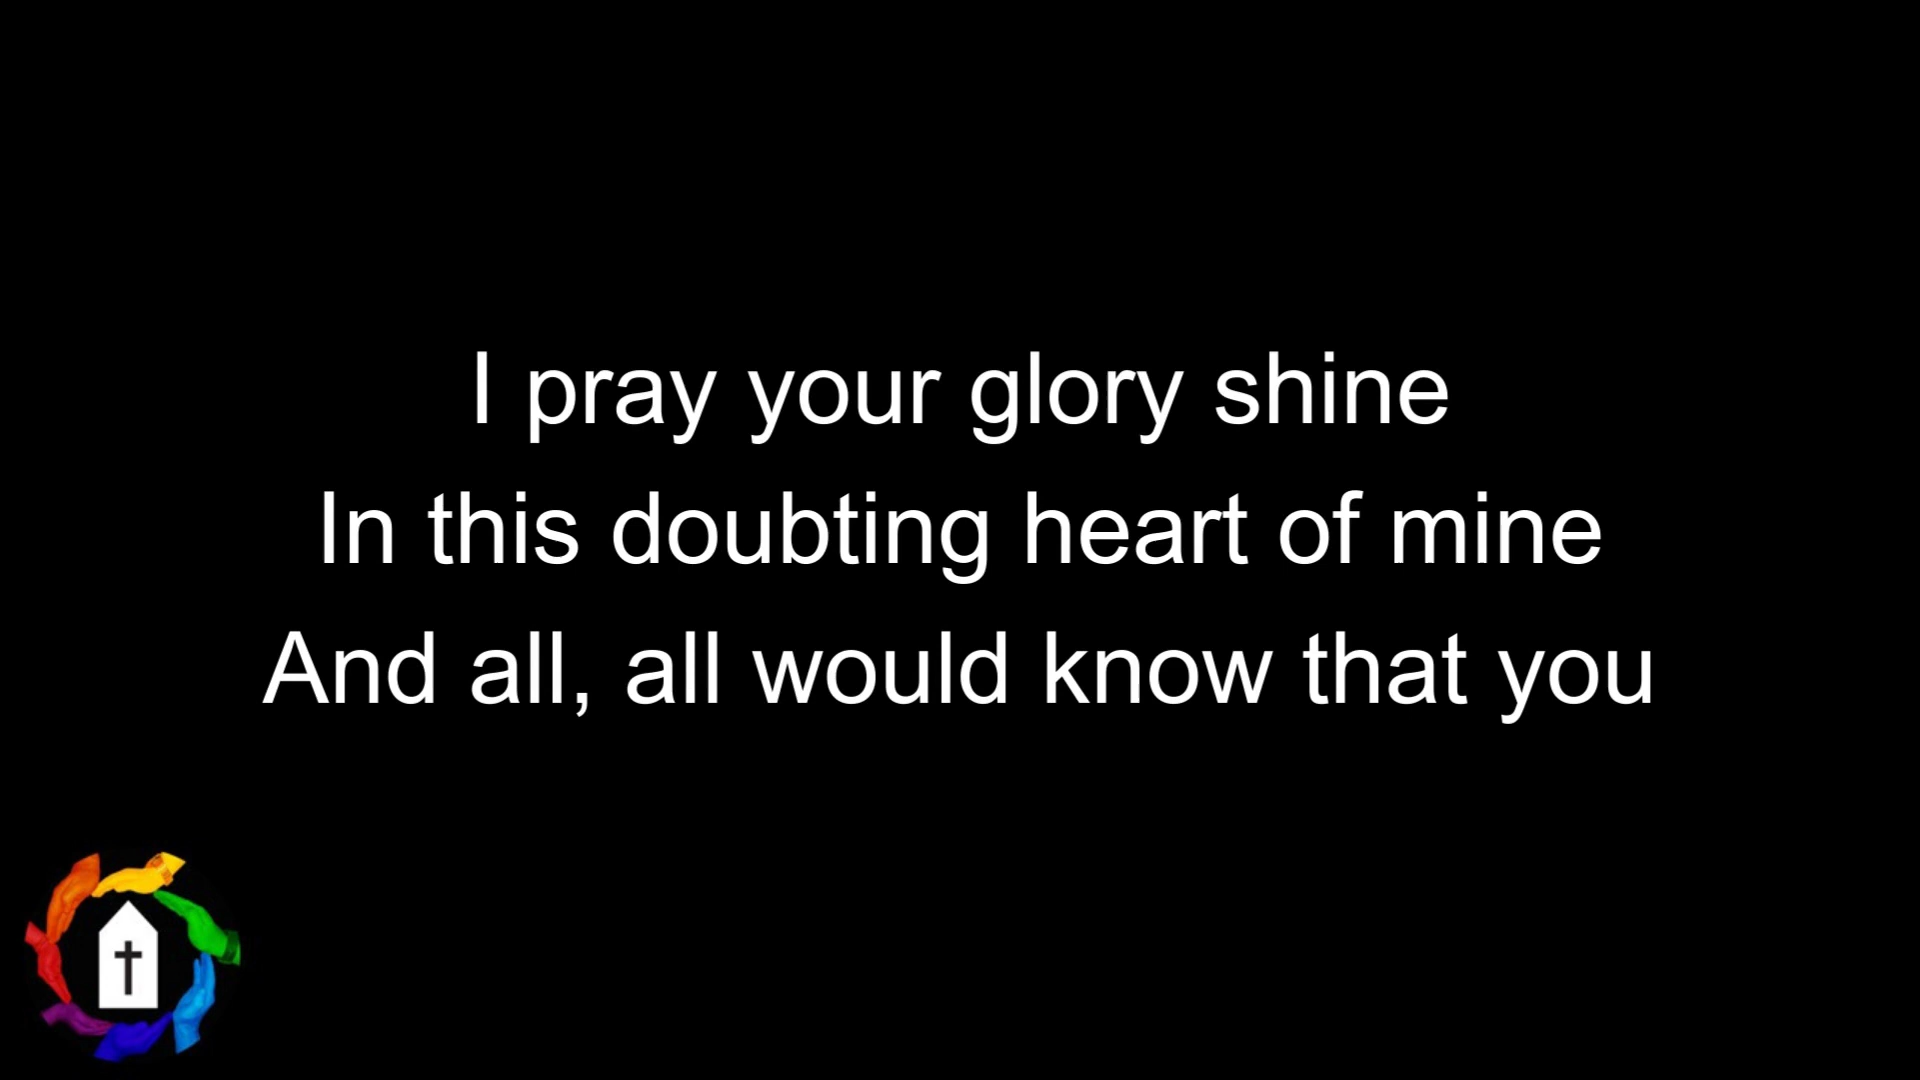 I pray your glory shine
In this doubting heart of mine
And all, all would know that you